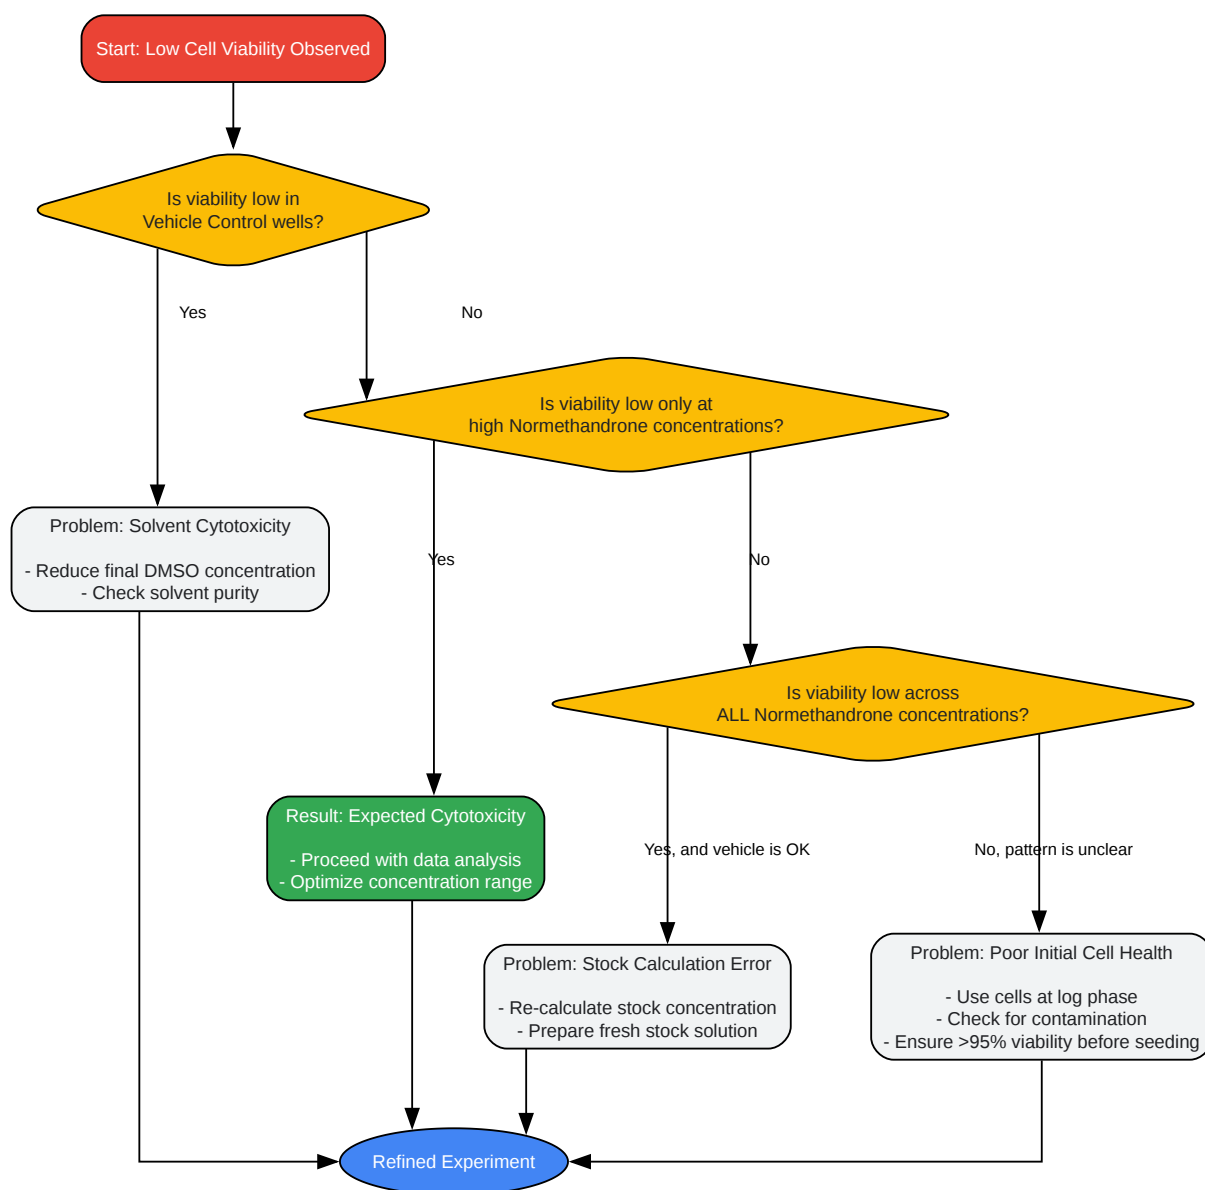 Start: Low Cell Viability Observed
Is viability low in
Vehicle Control wells?
Yes
No
Is viability low only at
high Normethandrone concentrations?
Problem: Solvent Cytotoxicity
- Reduce final DMSO concentration
- Check solvent purity
Yes
No
Is viability low across
ALL Normethandrone concentrations?
Result: Expected Cytotoxicity
- Proceed with data analysis
- Optimize concentration range
Yes, and vehicle is OK
No, pattern is unclear
Problem: Stock Calculation Error
- Re-calculate stock concentration
- Prepare fresh stock solution
Problem: Poor Initial Cell Health
- Use cells at log phase
- Check for contamination
- Ensure >95% viability before seeding
Refined Experiment